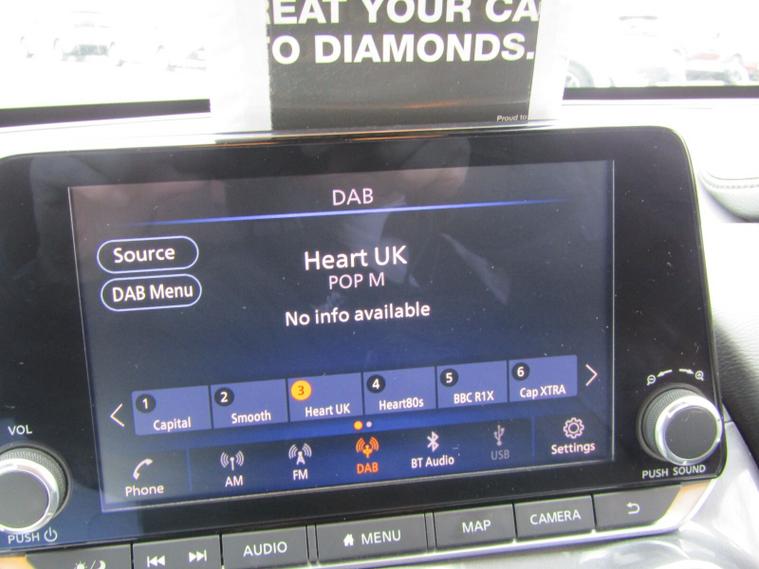 REAT YOUR CA
O DIAMONDS.
Proud to
DAB
Source
DAB Menu
Heart UK
POP M
No info available
1 Capital
2 Smooth
3 Heart UK
4 Heart80s
5 BBC R1X
6 Cap XTRA
Phone
AM
FM
DAB
BT Audio
USB
Settings
VOL
PUSH
PUSH SOUND
AUDIO
MENU
MAP
CAMERA